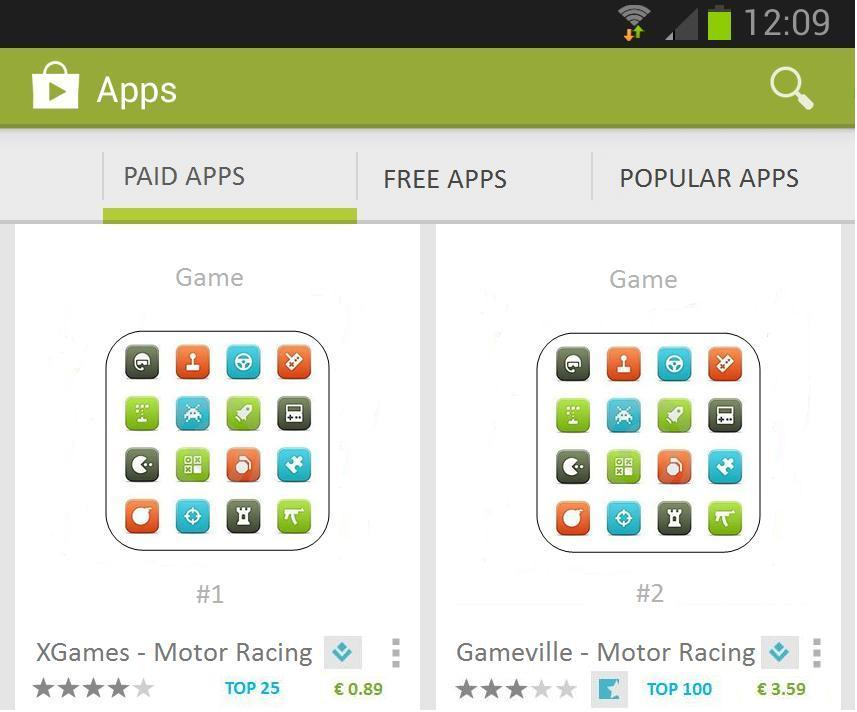 12:09
Apps
PAID APPS FREE APPS POPULAR APPS
Game Game
#1 #2
XGames - Motor Racing Gameville - Motor Racing
TOP 25 € 0.89 TOP 100 € 3.59